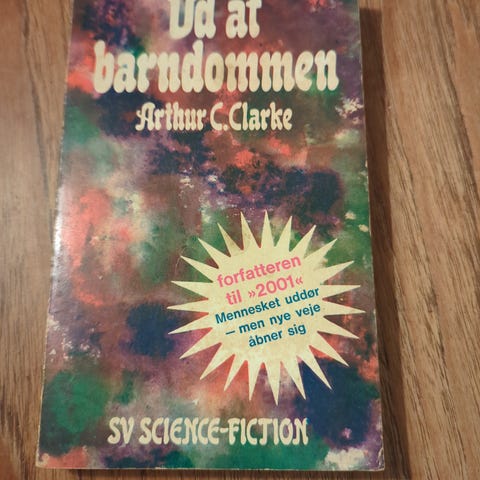 Ud af
barndommen
Arthur C. Clarke
forfatteren
til »2001«
Mennesket uddør
— men nye veje
åbner sig
SV SCIENCE-FICTION